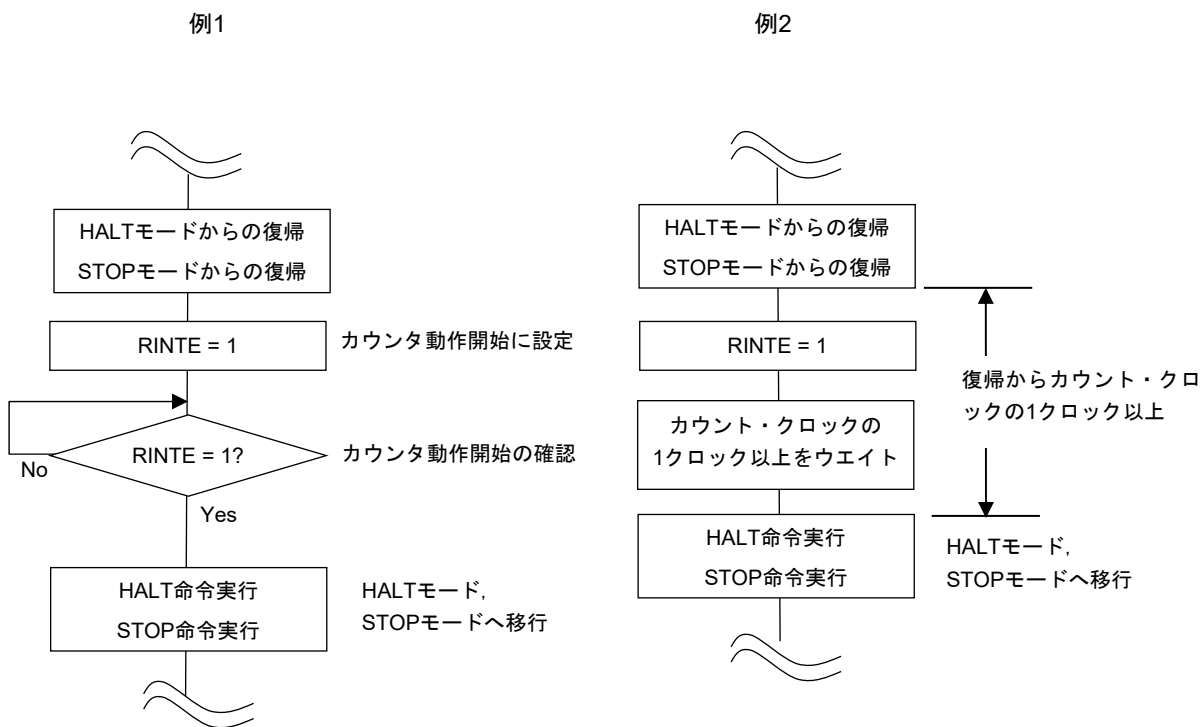 例1
HALTモードからの復帰
STOPモードからの復帰
RINTE = 1
カウンタ動作開始に設定
RINTE = 1?
カウンタ動作開始の確認
No
Yes
HALT命令実行
STOP命令実行
HALTモード,
STOPモードへ移行
例2
HALTモードからの復帰
STOPモードからの復帰
RINTE = 1
カウント・クロックの
1クロック以上をウエイト
復帰からカウント・クロ
ックの1クロック以上
HALT命令実行
STOP命令実行
HALTモード,
STOPモードへ移行